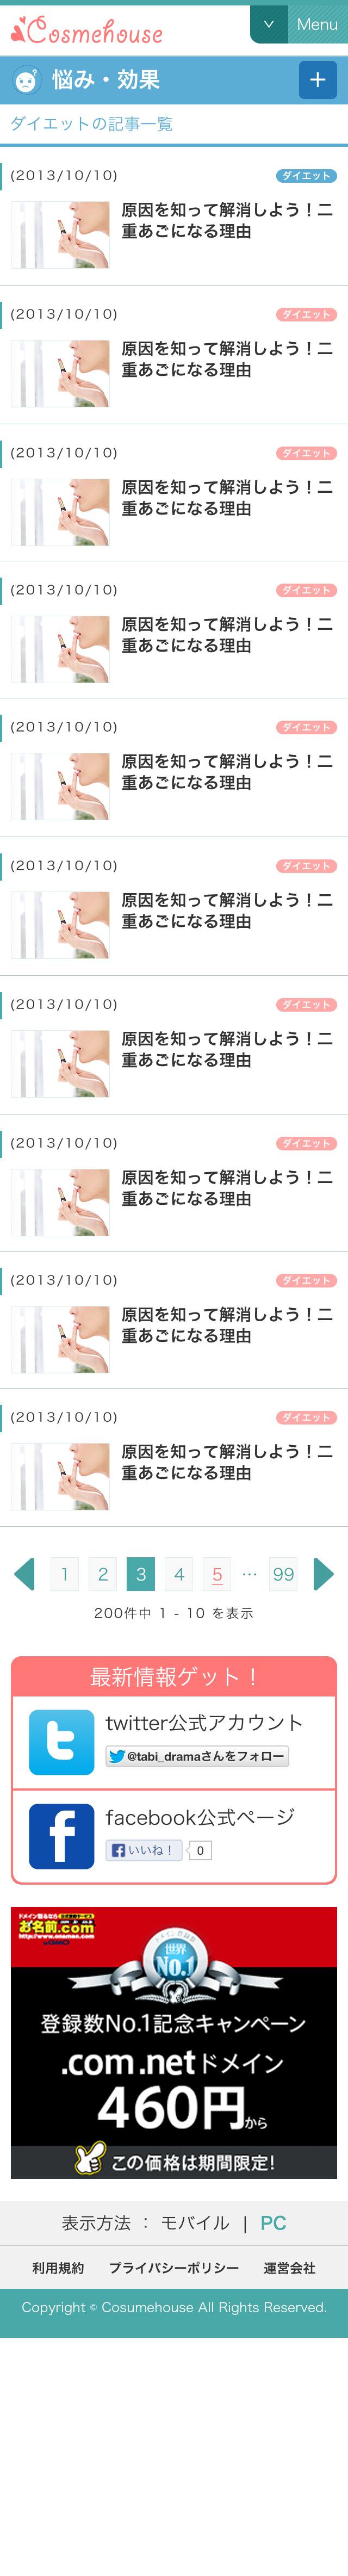 Cosmehouse
Menu
悩み・効果
ダイエットの記事一覧
(2013/10/10)
ダイエット
原因を知って解消しよう！二
重あごになる理由
(2013/10/10)
ダイエット
原因を知って解消しよう！二
重あごになる理由
(2013/10/10)
ダイエット
原因を知って解消しよう！二
重あごになる理由
(2013/10/10)
ダイエット
原因を知って解消しよう！二
重あごになる理由
(2013/10/10)
ダイエット
原因を知って解消しよう！二
重あごになる理由
(2013/10/10)
ダイエット
原因を知って解消しよう！二
重あごになる理由
(2013/10/10)
ダイエット
原因を知って解消しよう！二
重あごになる理由
(2013/10/10)
ダイエット
原因を知って解消しよう！二
重あごになる理由
(2013/10/10)
ダイエット
原因を知って解消しよう！二
重あごになる理由
(2013/10/10)
ダイエット
原因を知って解消しよう！二
重あごになる理由
1 2 3 4 5 … 99
200件中 1 - 10 を表示
最新情報ゲット！
twitter公式アカウント
@tabi_dramaさんをフォロー
facebook公式ページ
いいね！ 0
お名前.com
http://www.onamae.com
世界
No.1
登録数No.1記念キャンペーン
.com.netドメイン
460円から
この価格は期間限定!
表示方法 ： モバイル | PC
利用規約 プライバシーポリシー 運営会社
Copyright © Cosumehouse All Rights Reserved.